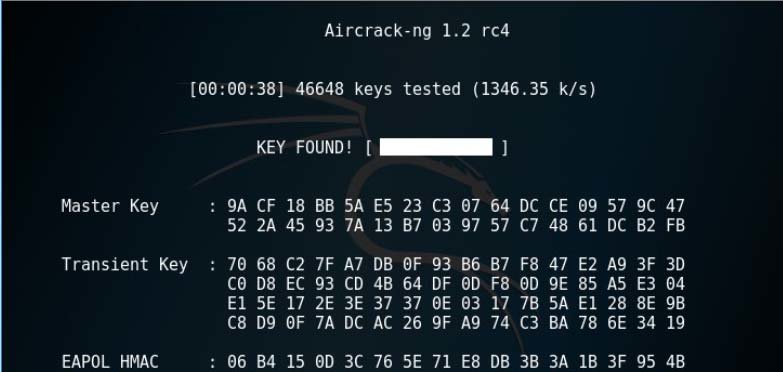 Aircrack-ng 1.2 rc4
[00:00:38] 46648 keys tested (1346.35 k/s)
KEY FOUND! [ ]
Master Key : 9A CF 18 BB 5A E5 23 C3 07 64 DC CE 09 57 9C 47
52 2A 45 93 7A 13 B7 03 97 57 C7 48 61 DC B2 FB
Transient Key : 70 68 C2 7F A7 DB 0F 93 B6 B7 F8 47 E2 A9 3F 3D
C0 D8 EC 93 CD 4B 64 DF 0D F8 0D 9E 85 A5 E3 04
E1 5E 17 2E 3E 37 37 0E 03 17 7B 5A E1 28 8E 9B
C8 D9 0F 7A DC AC 26 9F A9 74 C3 BA 78 6E 34 19
EAPOL HMAC : 06 B4 15 0D 3C 76 5E 71 E8 DB 3B 3A 1B 3F 95 4B